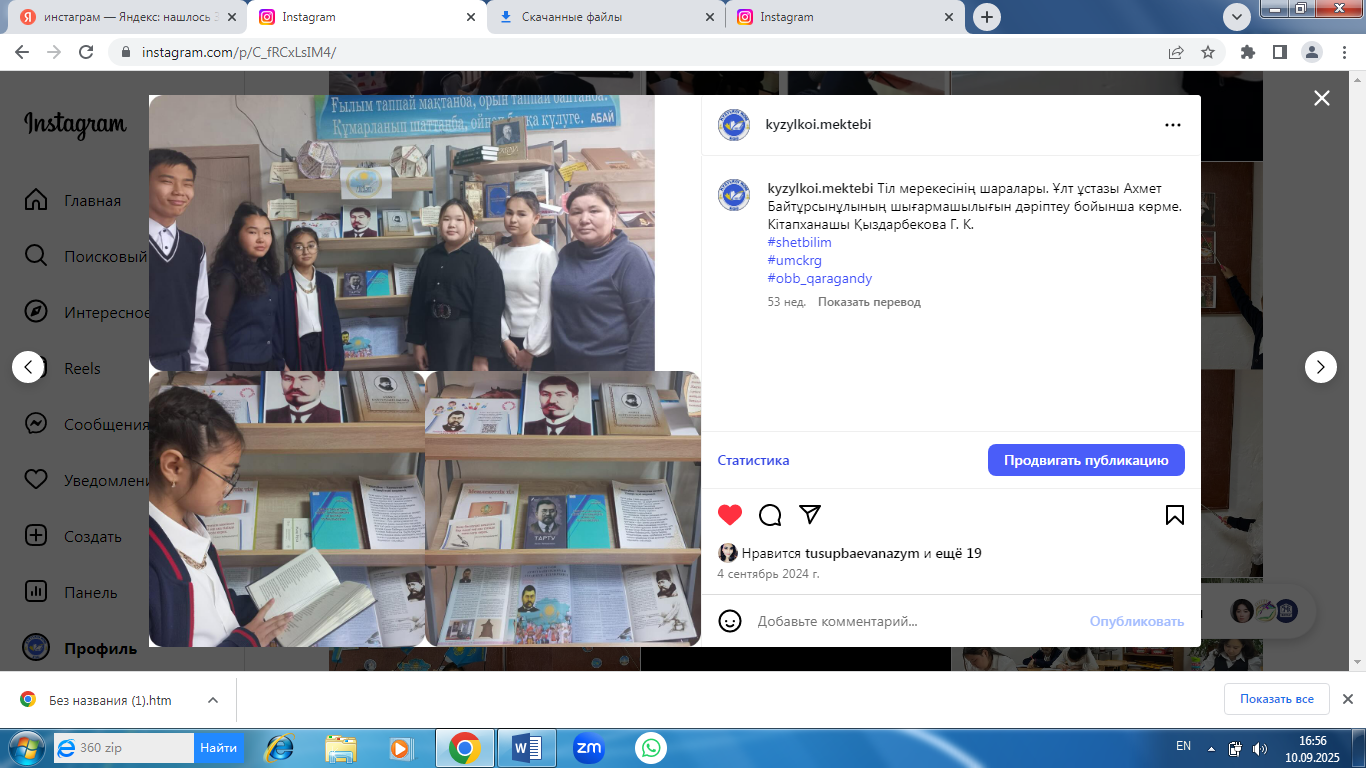 инстаграм — Яндекс: нашлось
Instagram
Скачанные файлы
Instagram
instagram.com/p/C_fRCxLsIM4/
Instagram
Главная
Поисковый
Интересное
Reels
Сообщения
Уведомлени
Создать
Панель
Профиль
Ғылым таппай мақтанба, орын таппай баптанба.
Құмарланып шаттанба, ойнап босқа күлуге. АБАЙ
ТАРТУ
kyzylkoi.mektebi
kyzylkoi.mektebi Тіл мерекесінің шаралары. Ұлт ұстазы Ахмет
Байтұрсынұлының шығармашылығын дәріптеу бойынша көрме.
Кітапханашы Қыздарбекова Г. Қ.
#shetbilim
#umckrg
#obb_qaragandy
53 нед. Показать перевод
Статистика
Продвигать публикацию
Нравится tusupbaevanazym и ещё 19
4 сентябрь 2024 г.
Добавьте комментарий...
Опубликовать
Без названия (1).htm
Показать все
360 zip
Найти
zm
EN
16:56
10.09.2025